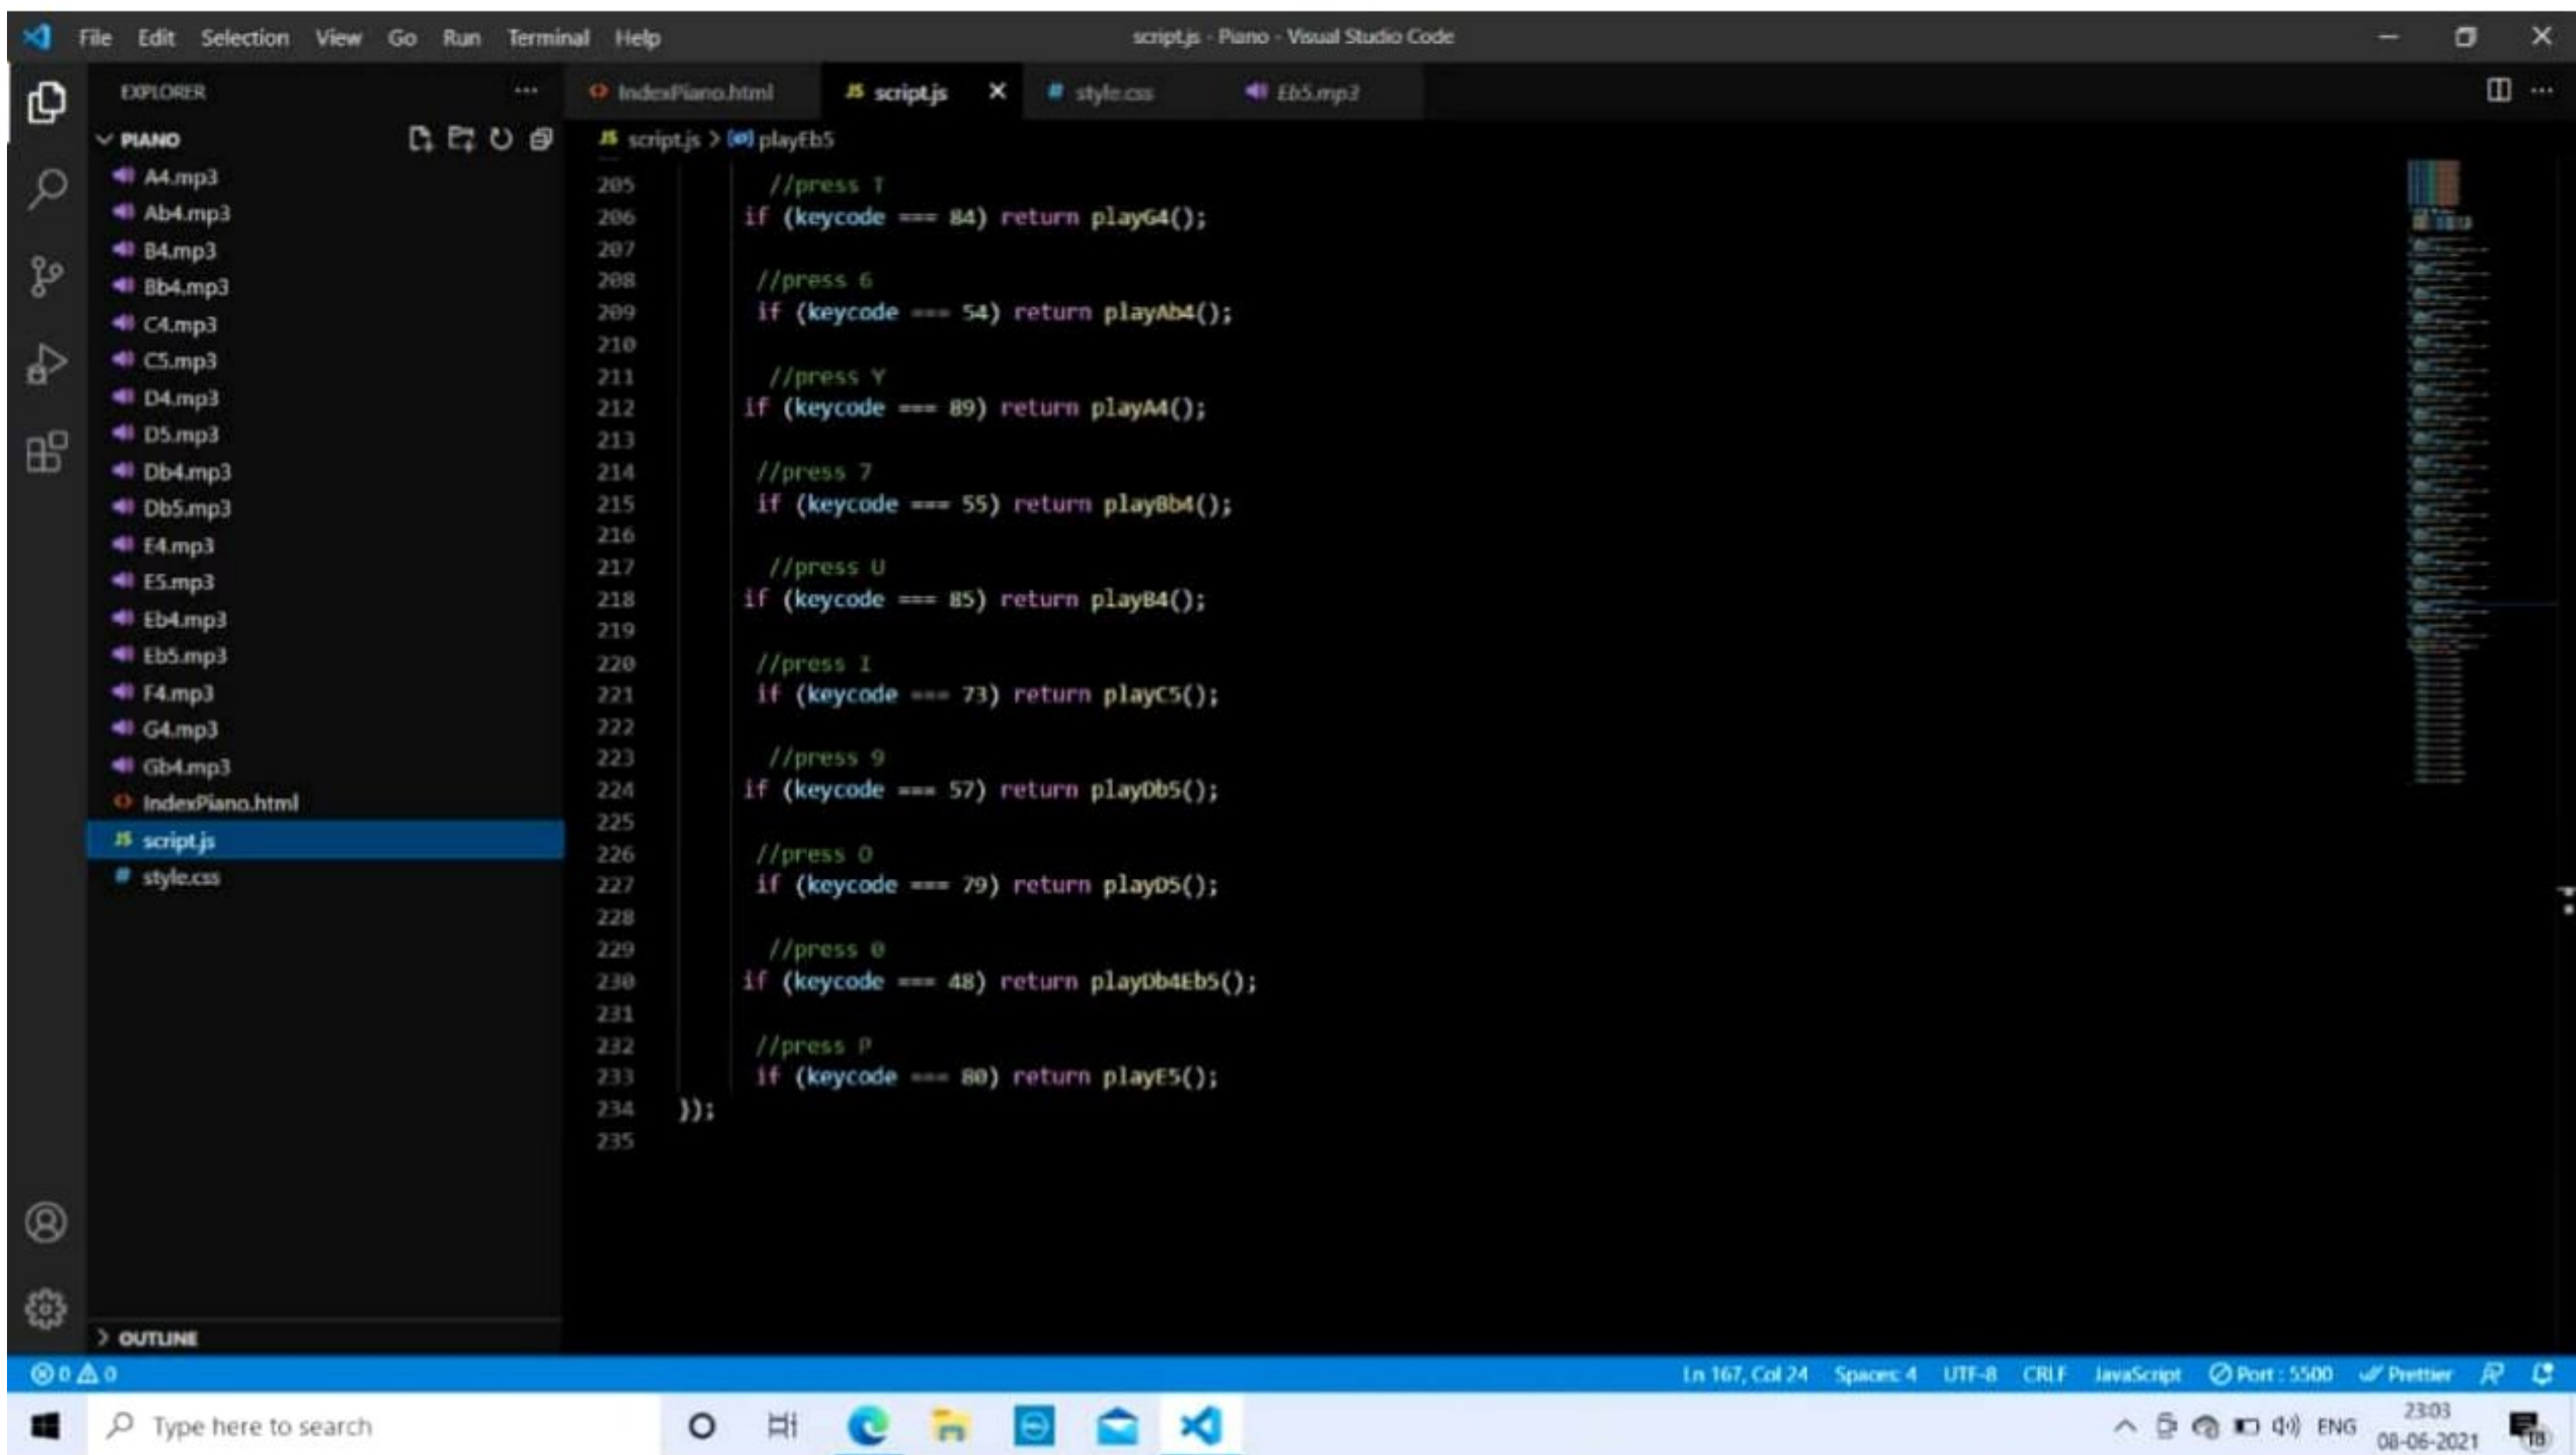 File Edit Selection View Go Run Terminal Help
script.js - Piano - Visual Studio Code
EXPLORER
PIANO
A4.mp3
Ab4.mp3
B4.mp3
Bb4.mp3
C4.mp3
C5.mp3
D4.mp3
D5.mp3
Db4.mp3
Db5.mp3
E4.mp3
E5.mp3
Eb4.mp3
Eb5.mp3
F4.mp3
G4.mp3
Gb4.mp3
IndexPiano.html
JS script.js
# style.css
OUTLINE
IndexPiano.html JS script.js # style.css Eb5.mp3
JS script.js > playEb5
205 //press T
206 if (keycode === 84) return playG4();
207
208 //press 6
209 if (keycode === 54) return playAb4();
210
211 //press Y
212 if (keycode === 89) return playA4();
213
214 //press 7
215 if (keycode === 55) return playBb4();
216
217 //press U
218 if (keycode === 85) return playB4();
219
220 //press I
221 if (keycode === 73) return playC5();
222
223 //press 9
224 if (keycode === 57) return playDb5();
225
226 //press O
227 if (keycode === 79) return playD5();
228
229 //press 0
230 if (keycode === 48) return playDb4Eb5();
231
232 //press P
233 if (keycode === 80) return playE5();
234 });
235
0 0
Ln 167, Col 24 Spaces: 4 UTF-8 CRLF JavaScript Port : 5500 Prettier
Type here to search
ENG
23:03
08-06-2021
18